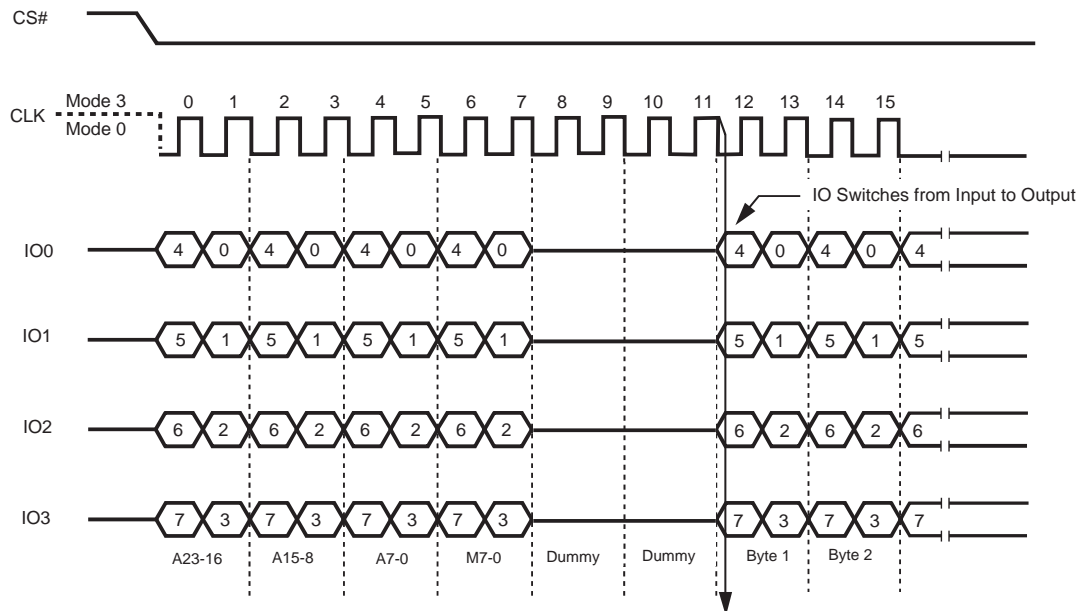 CS#
CLK
Mode 3
Mode 0
0 1 2 3 4 5 6 7 8 9 10 11 12 13 14 15
IO Switches from Input to Output
IO0 4 0 4 0 4 0 4 0 4 0 4 0 4
IO1 5 1 5 1 5 1 5 1 5 1 5 1 5
IO2 6 2 6 2 6 2 6 2 6 2 6 2 6
IO3 7 3 7 3 7 3 7 3 7 3 7 3 7
A23-16 A15-8 A7-0 M7-0 Dummy Dummy Byte 1 Byte 2